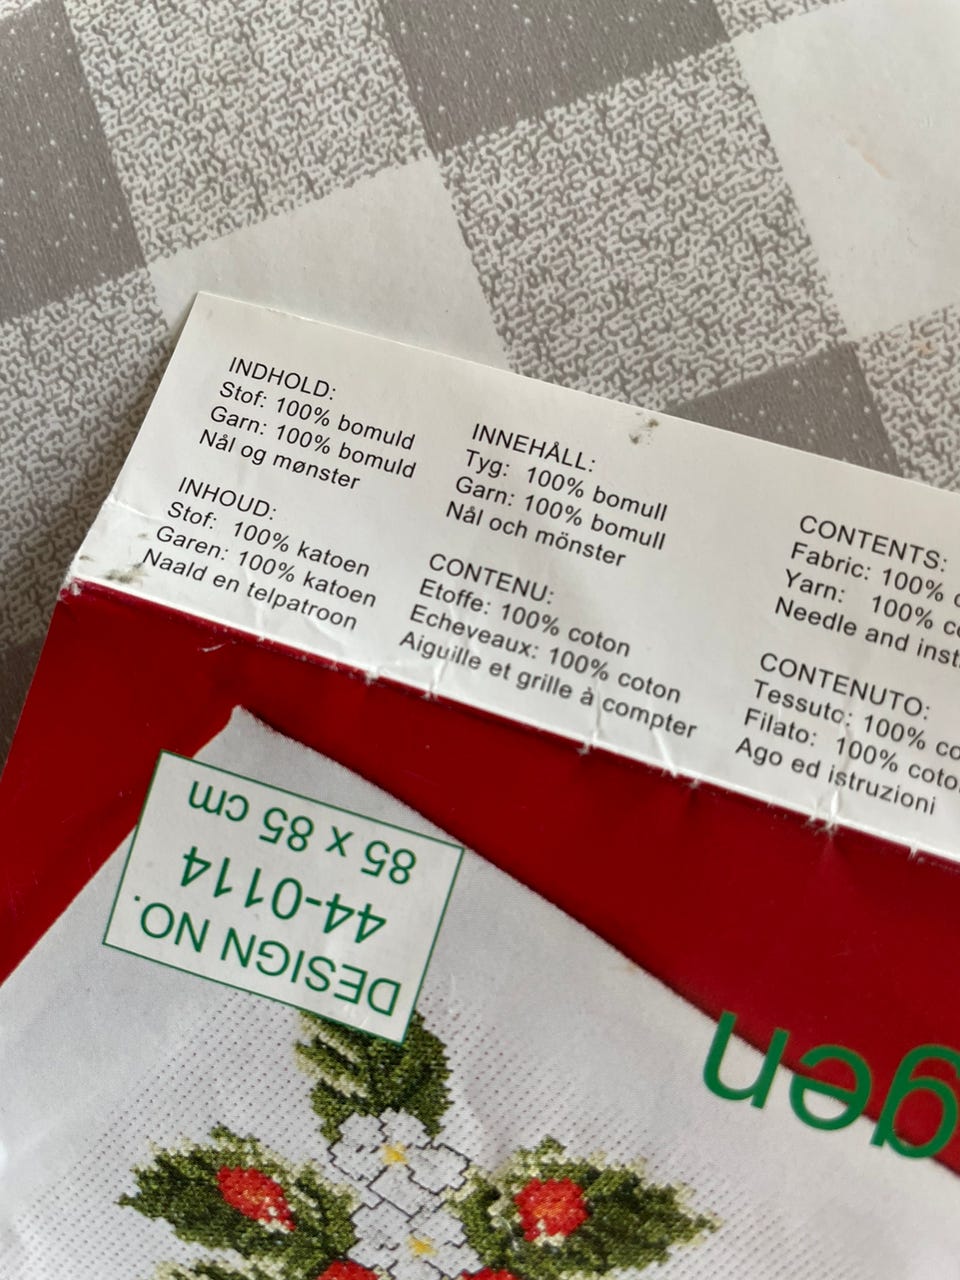 INDHOLD:
Stof: 100% bomuld
Garn: 100% bomuld
Nål og mønster
INHOUD:
Stof: 100% katoen
Garen: 100% katoen
Naald en telpatroon
INNEHÅLL:
Tyg: 100% bomull
Garn: 100% bomull
Nål och mönster
CONTENU:
Etoffe: 100% coton
Echeveaux: 100% coton
Aiguille et grille à compter
CONTENTS:
Fabric: 100%
Yarn: 100%
Needle and
CONTENUTO:
Tessuto: 100%
Filato: 100%
Ago ed istruzioni
DESIGN NO.
44-0114
85 x 85 cm